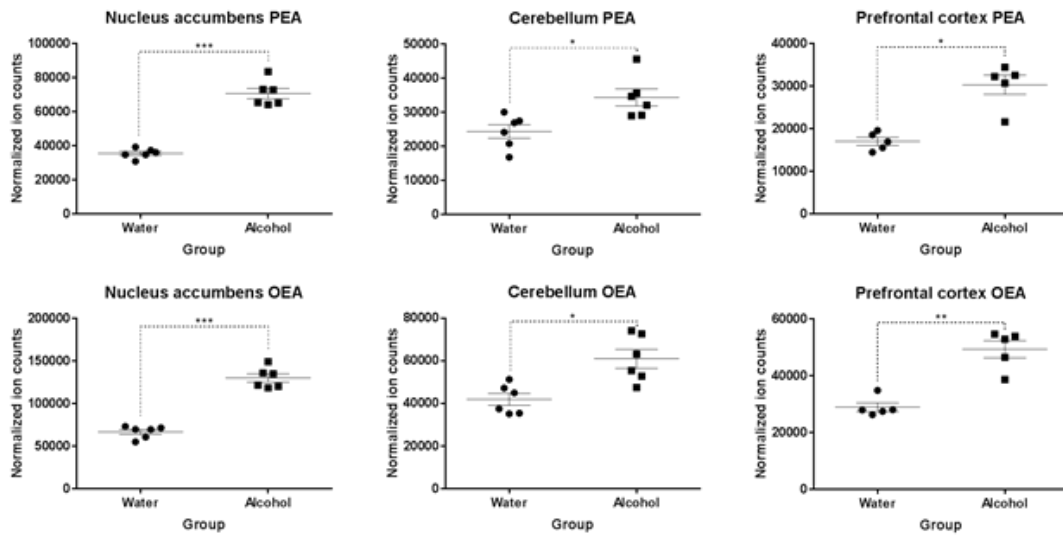 Nucleus accumbens PEA
Normalized ion counts
100000
80000
60000
40000
20000
0
***
Water
Alcohol
Group
Cerebellum PEA
Normalized ion counts
50000
40000
30000
20000
10000
0
*
Water
Alcohol
Group
Prefrontal cortex PEA
Normalized ion counts
40000
30000
20000
10000
0
*
Water
Alcohol
Group
Nucleus accumbens OEA
Normalized ion counts
200000
150000
100000
50000
0
***
Water
Alcohol
Group
Cerebellum OEA
Normalized ion counts
80000
60000
40000
20000
0
*
Water
Alcohol
Group
Prefrontal cortex OEA
Normalized ion counts
60000
40000
20000
0
**
Water
Alcohol
Group